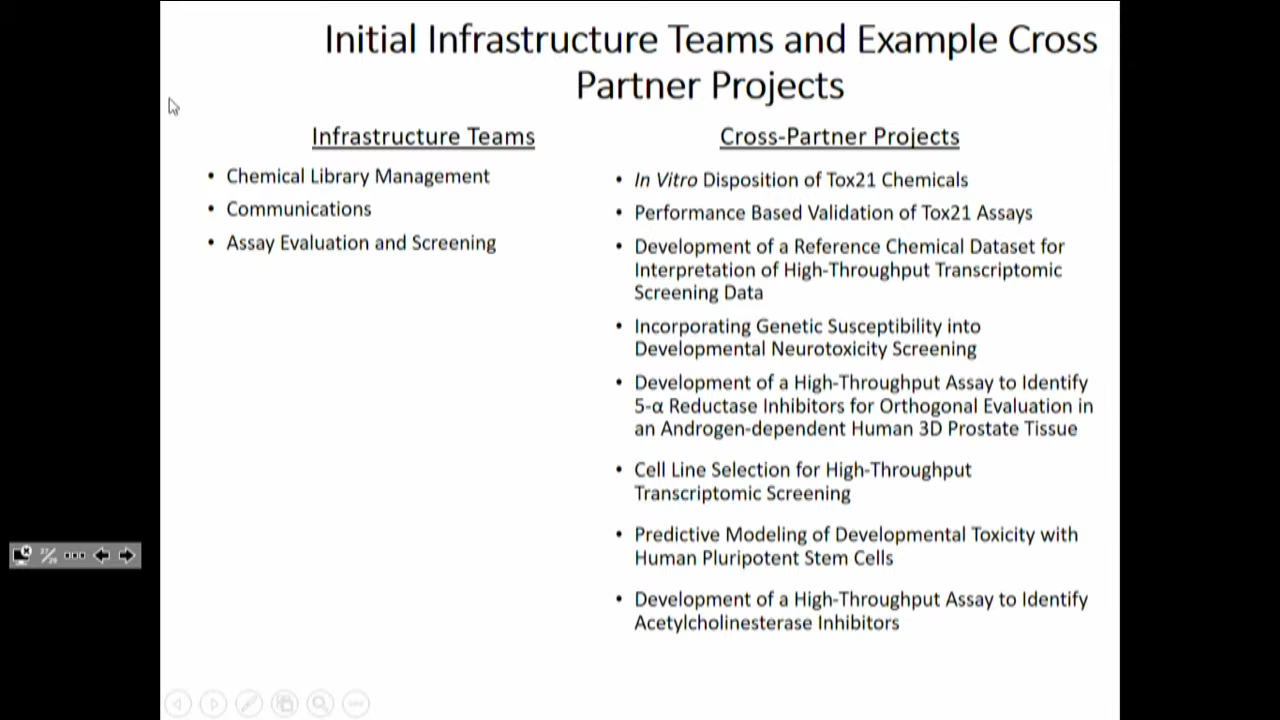 Initial Infrastructure Teams and Example Cross
Partner Projects
Infrastructure Teams
• Chemical Library Management
• Communications
• Assay Evaluation and Screening
Cross-Partner Projects
• In Vitro Disposition of Tox21 Chemicals
• Performance Based Validation of Tox21 Assays
• Development of a Reference Chemical Dataset for
Interpretation of High-Throughput Transcriptomic
Screening Data
• Incorporating Genetic Susceptibility into
Developmental Neurotoxicity Screening
• Development of a High-Throughput Assay to Identify
5-α Reductase Inhibitors for Orthogonal Evaluation in
an Androgen-dependent Human 3D Prostate Tissue
• Cell Line Selection for High-Throughput
Transcriptomic Screening
• Predictive Modeling of Developmental Toxicity with
Human Pluripotent Stem Cells
• Development of a High-Throughput Assay to Identify
Acetylcholinesterase Inhibitors